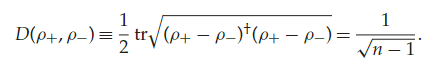 D(ρ+, ρ−) ≡ 1/2 tr√((ρ+ − ρ−)†(ρ+ − ρ−)) = 1/√(n − 1).